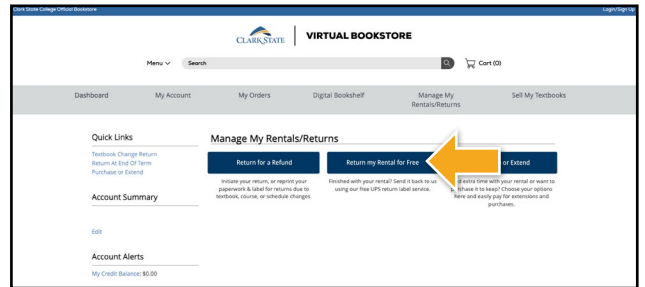 Clark State College Official Bookstore
Login/Sign Up
CLARK STATE
VIRTUAL BOOKSTORE
Menu
Search
Cart (0)
Dashboard
My Account
My Orders
Digital Bookshelf
Manage My
Rentals/Returns
Sell My Textbooks
Quick Links
Textbook Change Return
Return At End Of Term
Purchase or Extend
Account Summary
Edit
Account Alerts
My Credit Balance: $0.00
Manage My Rentals/Returns
Return for a Refund
Initiate your return, or reprint your
paperwork & label for returns due to
textbook, course, or schedule changes.
Return my Rental for Free
Finished with your rental? Send it back to us
using our free UPS return label service.
or Extend
extra time with your rental or want to
purchase it to keep? Choose your options
here and easily pay for extensions and
purchases.